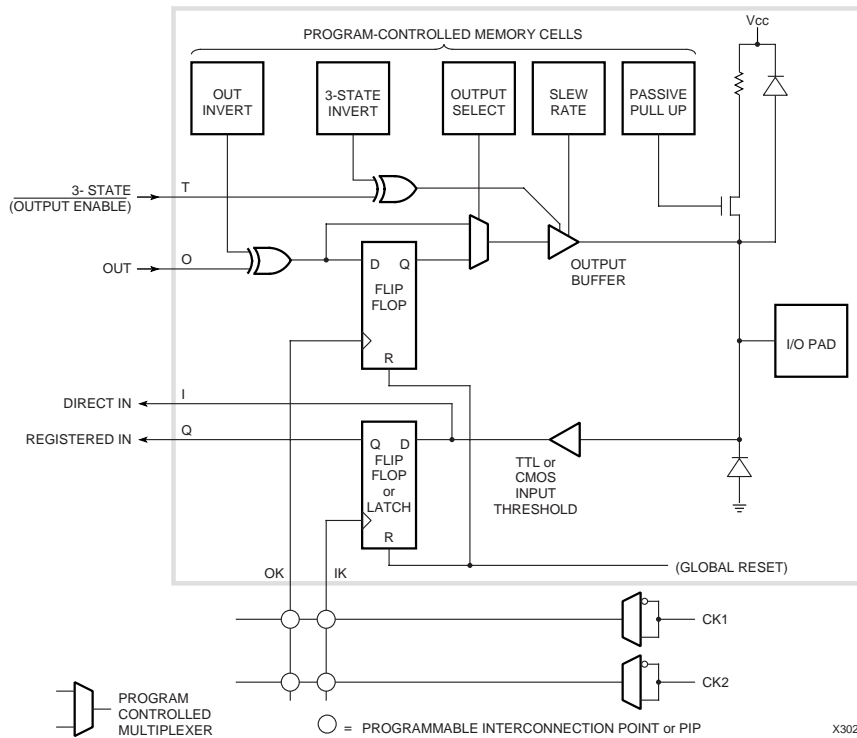 Vcc
PROGRAM-CONTROLLED MEMORY CELLS
OUT
INVERT
3-STATE
INVERT
OUTPUT
SELECT
SLEW
RATE
PASSIVE
PULL UP
3- STATE
(OUTPUT ENABLE)
T
OUT
O
D Q
FLIP
FLOP
R
OUTPUT
BUFFER
I/O PAD
DIRECT IN
I
REGISTERED IN
Q
Q D
FLIP
FLOP
or
LATCH
R
TTL or
CMOS
INPUT
THRESHOLD
OK
IK
(GLOBAL RESET)
CK1
CK2
PROGRAM
CONTROLLED
MULTIPLEXER
= PROGRAMMABLE INTERCONNECTION POINT or PIP
X302